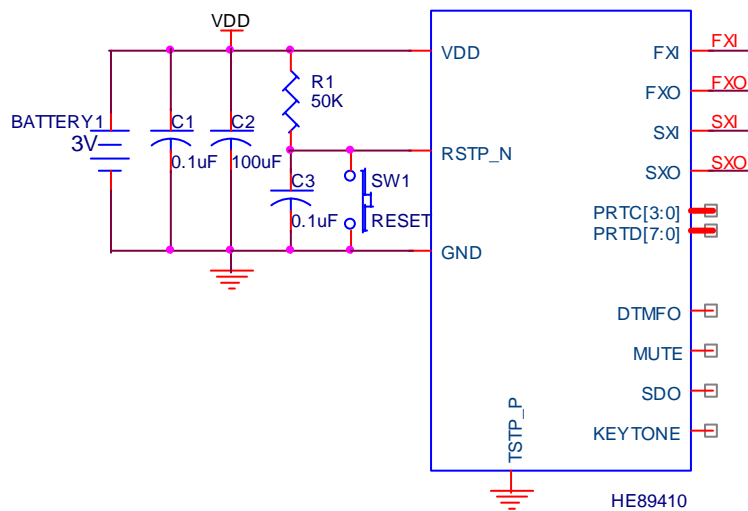 VDD
BATTERY1
3V
C1
0.1uF
C2
100uF
R1
50K
C3
0.1uF
SW1
RESET
VDD
RSTP_N
GND
TSTP_P
FXI
FXO
SXI
SXO
PRTC[3:0]
PRTD[7:0]
DTMFO
MUTE
SDO
KEYTONE
FXI
FXO
SXI
SXO
HE89410